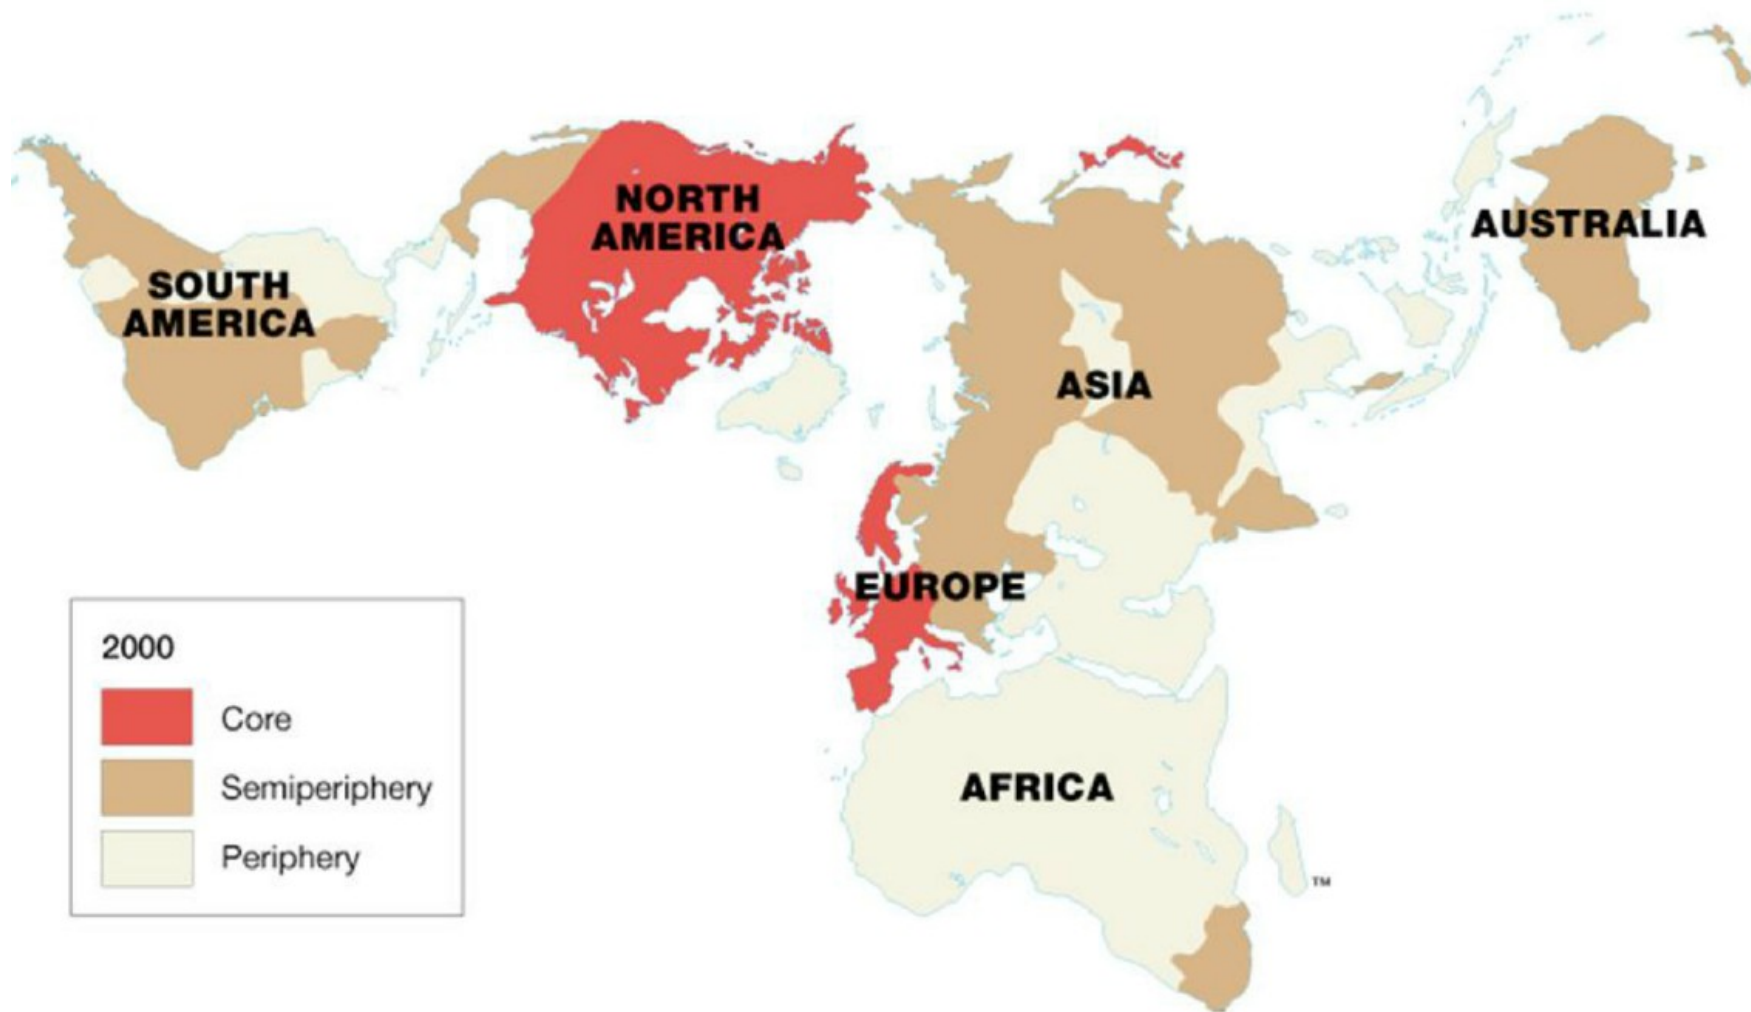 NORTH
AMERICA
SOUTH
AMERICA
AUSTRALIA
ASIA
EUROPE
AFRICA
TM
2000
Core
Semiperiphery
Periphery